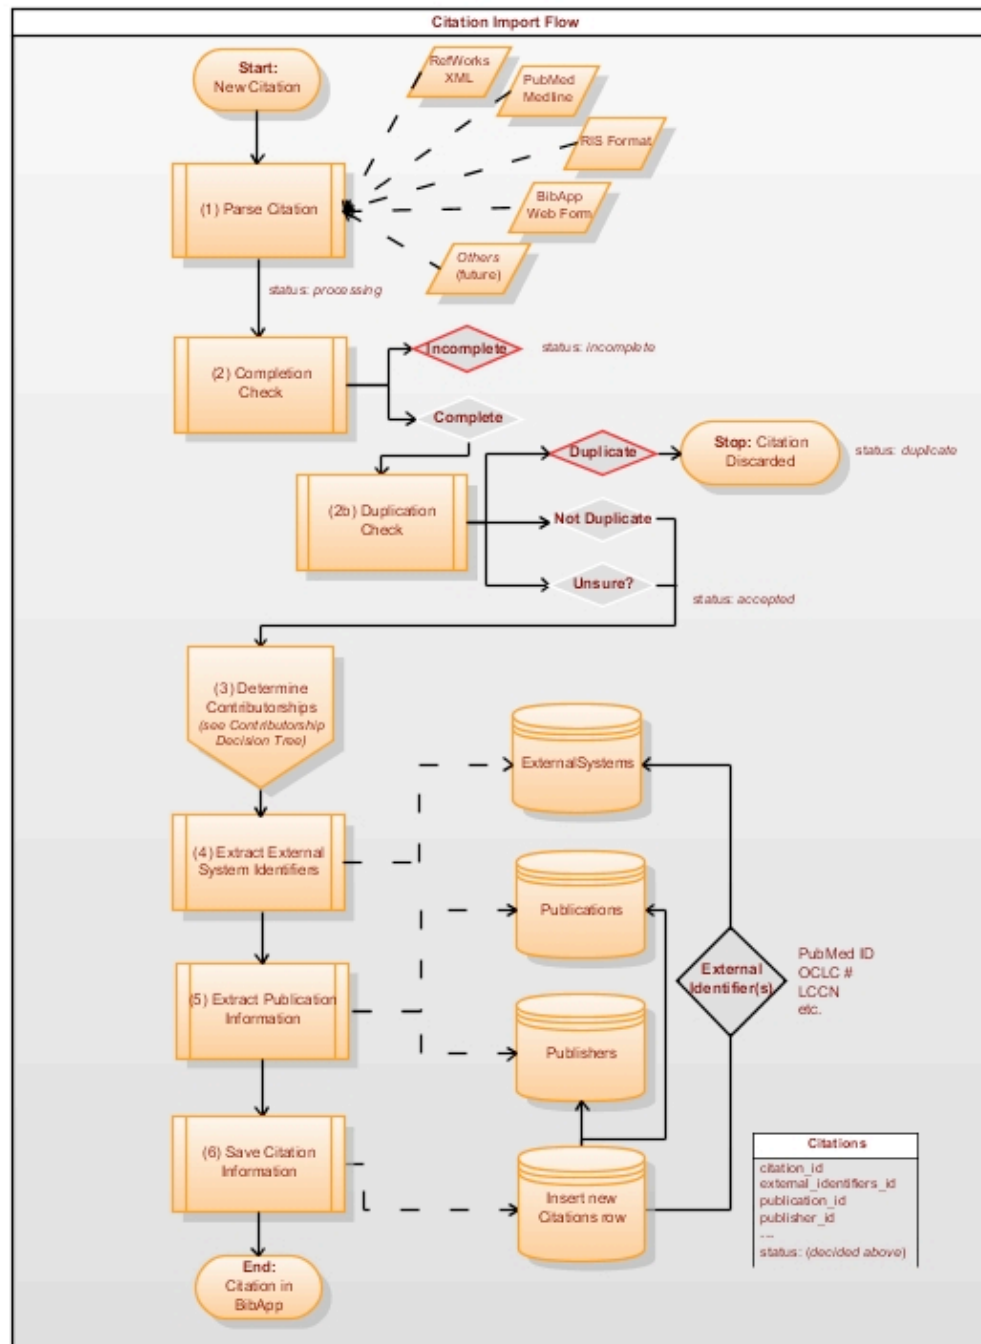 Citation Import Flow
Start:
New Citation
RefWorks
XML
PubMed
Medline
RIS Format
BibApp
Web Form
Others
(future)
(1) Parse Citation
status: processing
(2) Completion
Check
Incomplete
status: incomplete
Complete
(2b) Duplication
Check
Duplicate
Stop: Citation
Discarded
status: duplicate
Not Duplicate
Unsure?
status: accepted
(3) Determine
Contributorships
(see Contributorship
Decision Tree)
ExternalSystems
(4) Extract External
System Identifiers
Publications
External
Identifier(s)
PubMed ID
OCLC #
LCCN
etc.
(5) Extract Publication
Information
Publishers
(6) Save Citation
Information
Insert new
Citations row
Citations
citation_id
external_identifiers_id
publication_id
publisher_id
...
status: (decided above)
End:
Citation in
BibApp